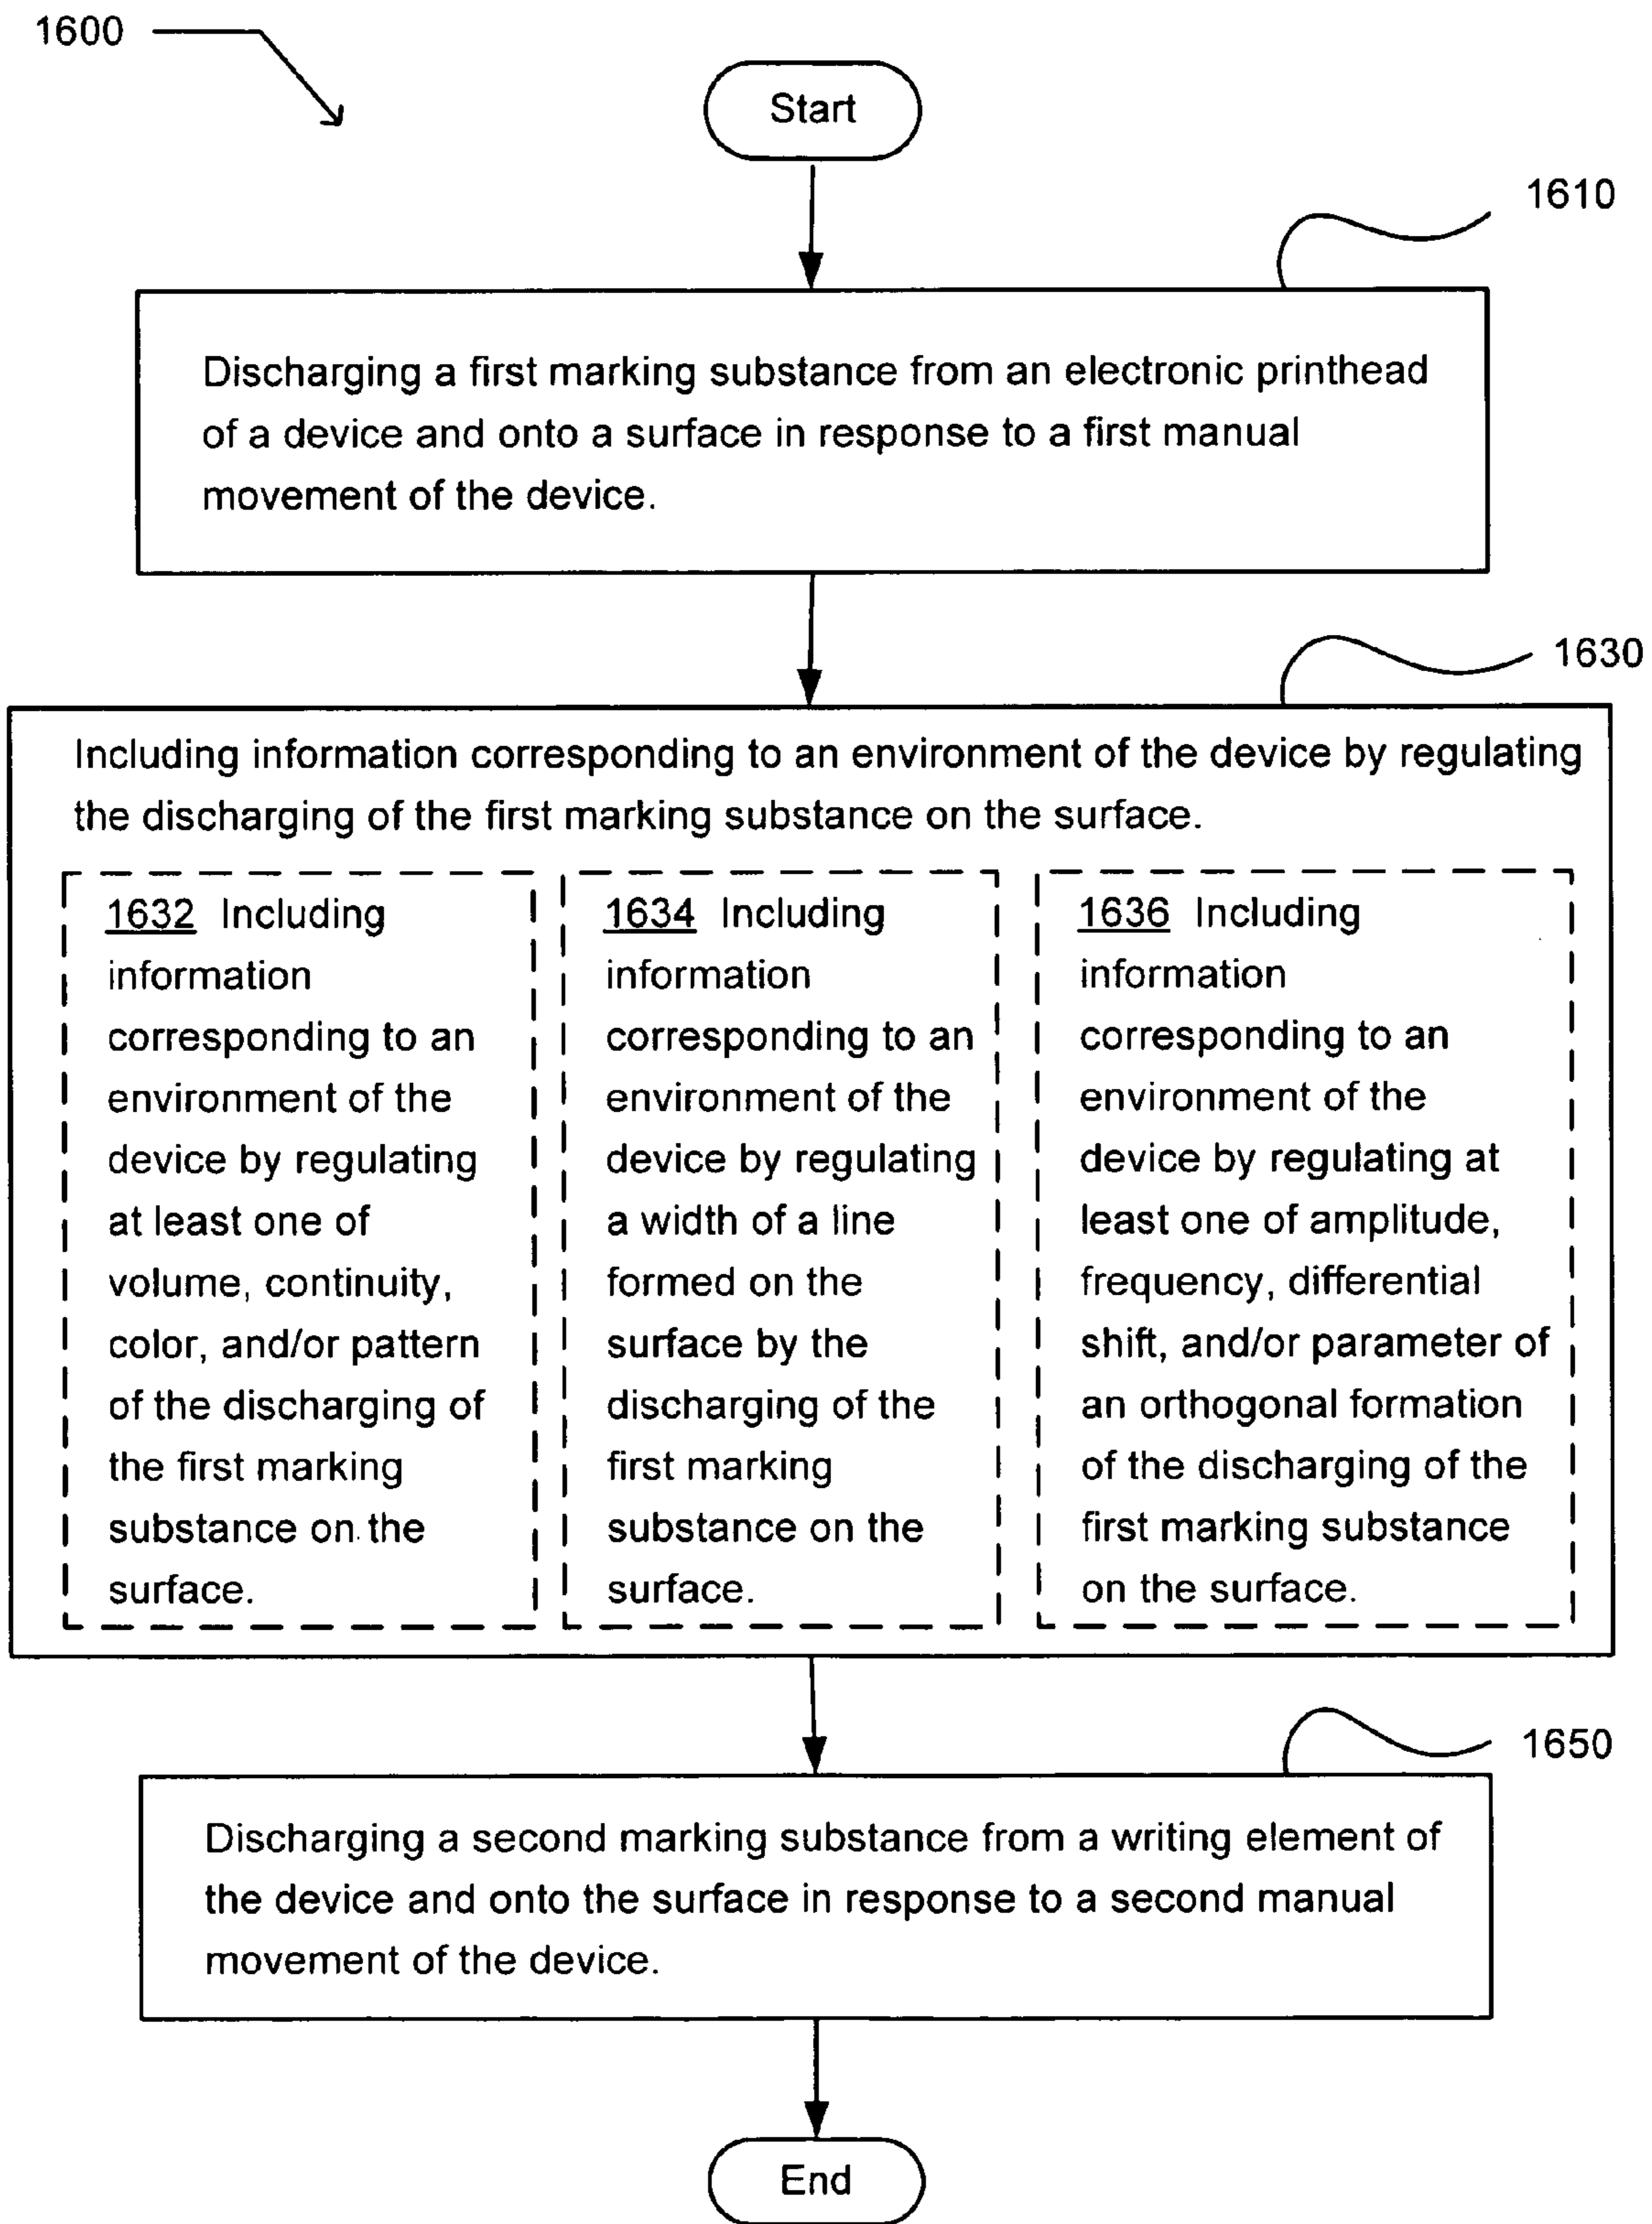 1600
Start
1610
Discharging a first marking substance from an electronic printhead
of a device and onto a surface in response to a first manual
movement of the device.
1630
Including information corresponding to an environment of the device by regulating
the discharging of the first marking substance on the surface.
1632 Including
information
corresponding to an
environment of the
device by regulating
at least one of
volume, continuity,
color, and/or pattern
of the discharging of
the first marking
substance on the
surface.
1634 Including
information
corresponding to an
environment of the
device by regulating
a width of a line
formed on the
surface by the
discharging of the
first marking
substance on the
surface.
1636 Including
information
corresponding to an
environment of the
device by regulating at
least one of amplitude,
frequency, differential
shift, and/or parameter of
an orthogonal formation
of the discharging of the
first marking substance
on the surface.
1650
Discharging a second marking substance from a writing element of
the device and onto the surface in response to a second manual
movement of the device.
End